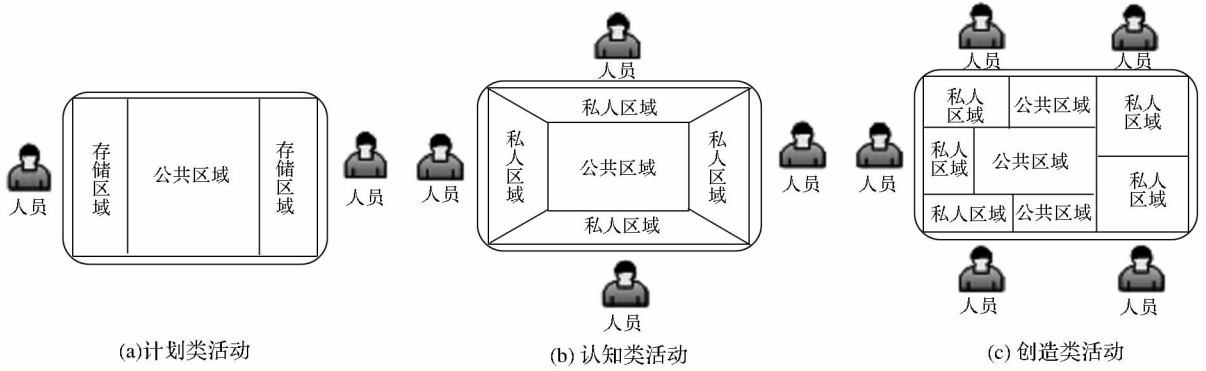 人员
存储区域
公共区域
存储区域
人员
(a)计划类活动
人员
人员
私人区域
私人区域
公共区域
私人区域
私人区域
人员
人员
(b) 认知类活动
人员
人员
人员
私人
区域
公共区域
私人
区域
私人
区域
公共区域
私人
区域
私人区域
公共区域
人员
人员
(c) 创造类活动